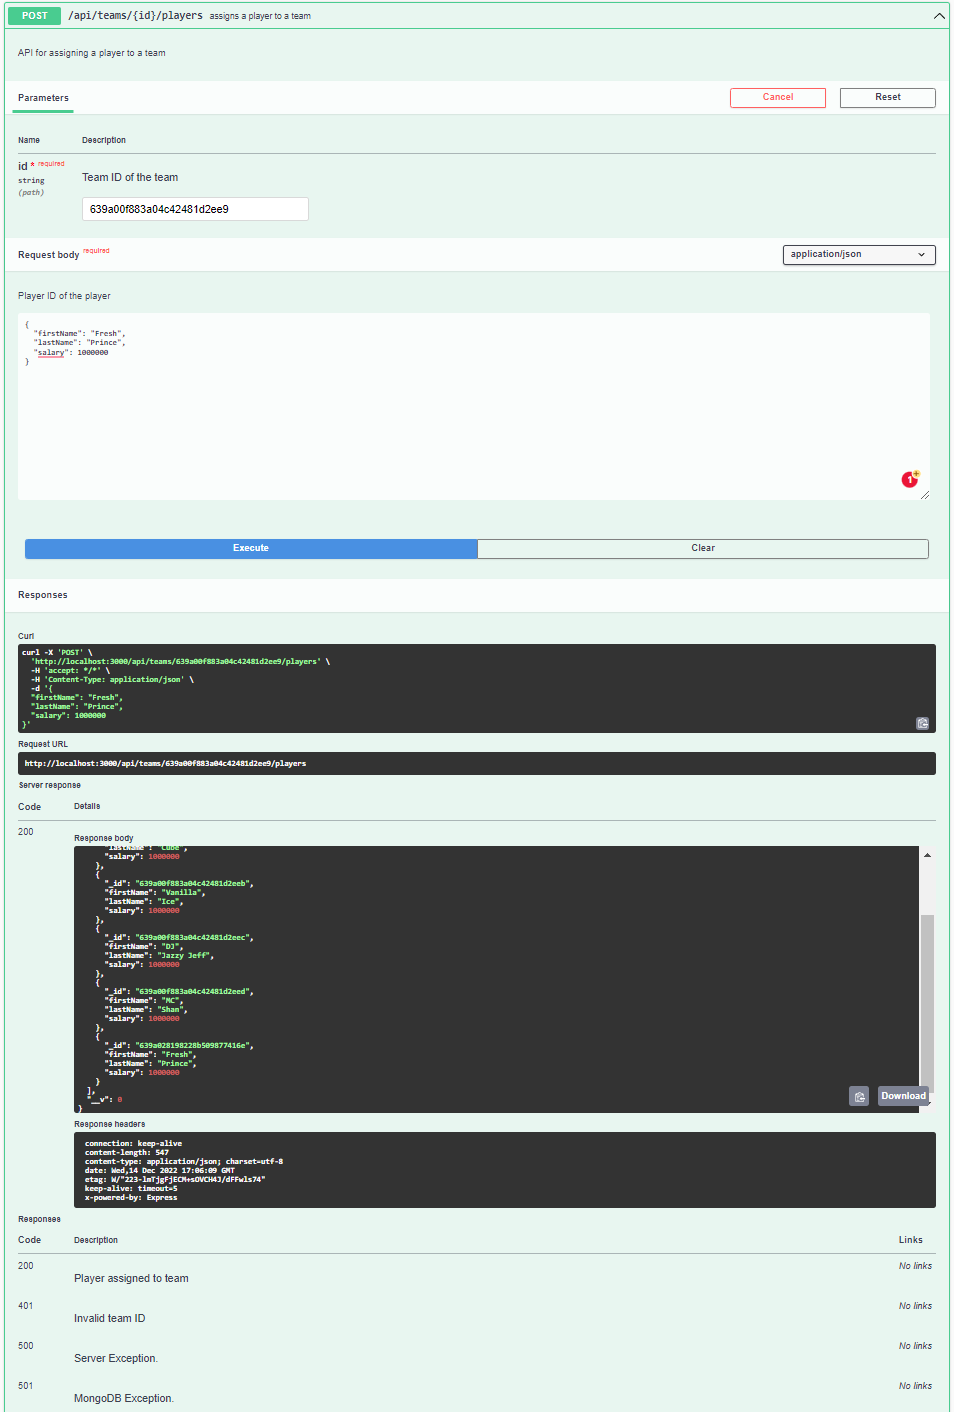 POST /api/teams/{id}/players assigns a player to a team
API for assigning a player to a team
Parameters
Cancel
Reset
Name Description
id * required
string
(path)
Team ID of the team
639a00f883a04c42481d2ee9
Request body required
application/json
Player ID of the player
{
"firstName": "Fresh",
"lastName": "Prince",
"salary": 1000000
}
1
Execute
Clear
Responses
Curl
curl -X 'POST' \
'http://localhost:3000/api/teams/639a00f883a04c42481d2ee9/players' \
-H 'accept: */*' \
-H 'Content-Type: application/json' \
-d '{
"firstName": "Fresh",
"lastName": "Prince",
"salary": 1000000
}'
Request URL
http://localhost:3000/api/teams/639a00f883a04c42481d2ee9/players
Server response
Code Details
200
Response body
"lastName": "Cube",
"salary": 1000000
},
{
"_id": "639a00f883a04c42481d2eeb",
"firstName": "Vanilla",
"lastName": "Ice",
"salary": 1000000
},
{
"_id": "639a00f883a04c42481d2eec",
"firstName": "DJ",
"lastName": "Jazzy Jeff",
"salary": 1000000
},
{
"_id": "639a00f883a04c42481d2eed",
"firstName": "MC",
"lastName": "Shan",
"salary": 1000000
},
{
"_id": "639a028198228b509877416e",
"firstName": "Fresh",
"lastName": "Prince",
"salary": 1000000
}
],
"__v": 0
}
Download
Response headers
connection: keep-alive
content-length: 547
content-type: application/json; charset=utf-8
date: Wed,14 Dec 2022 17:06:09 GMT
etag: W/"223-lmTjgFjECM+sOVCH4J/dFFwls74"
keep-alive: timeout=5
x-powered-by: Express
Responses
Code Description Links
200 Player assigned to team No links
401 Invalid team ID No links
500 Server Exception. No links
501 MongoDB Exception. No links